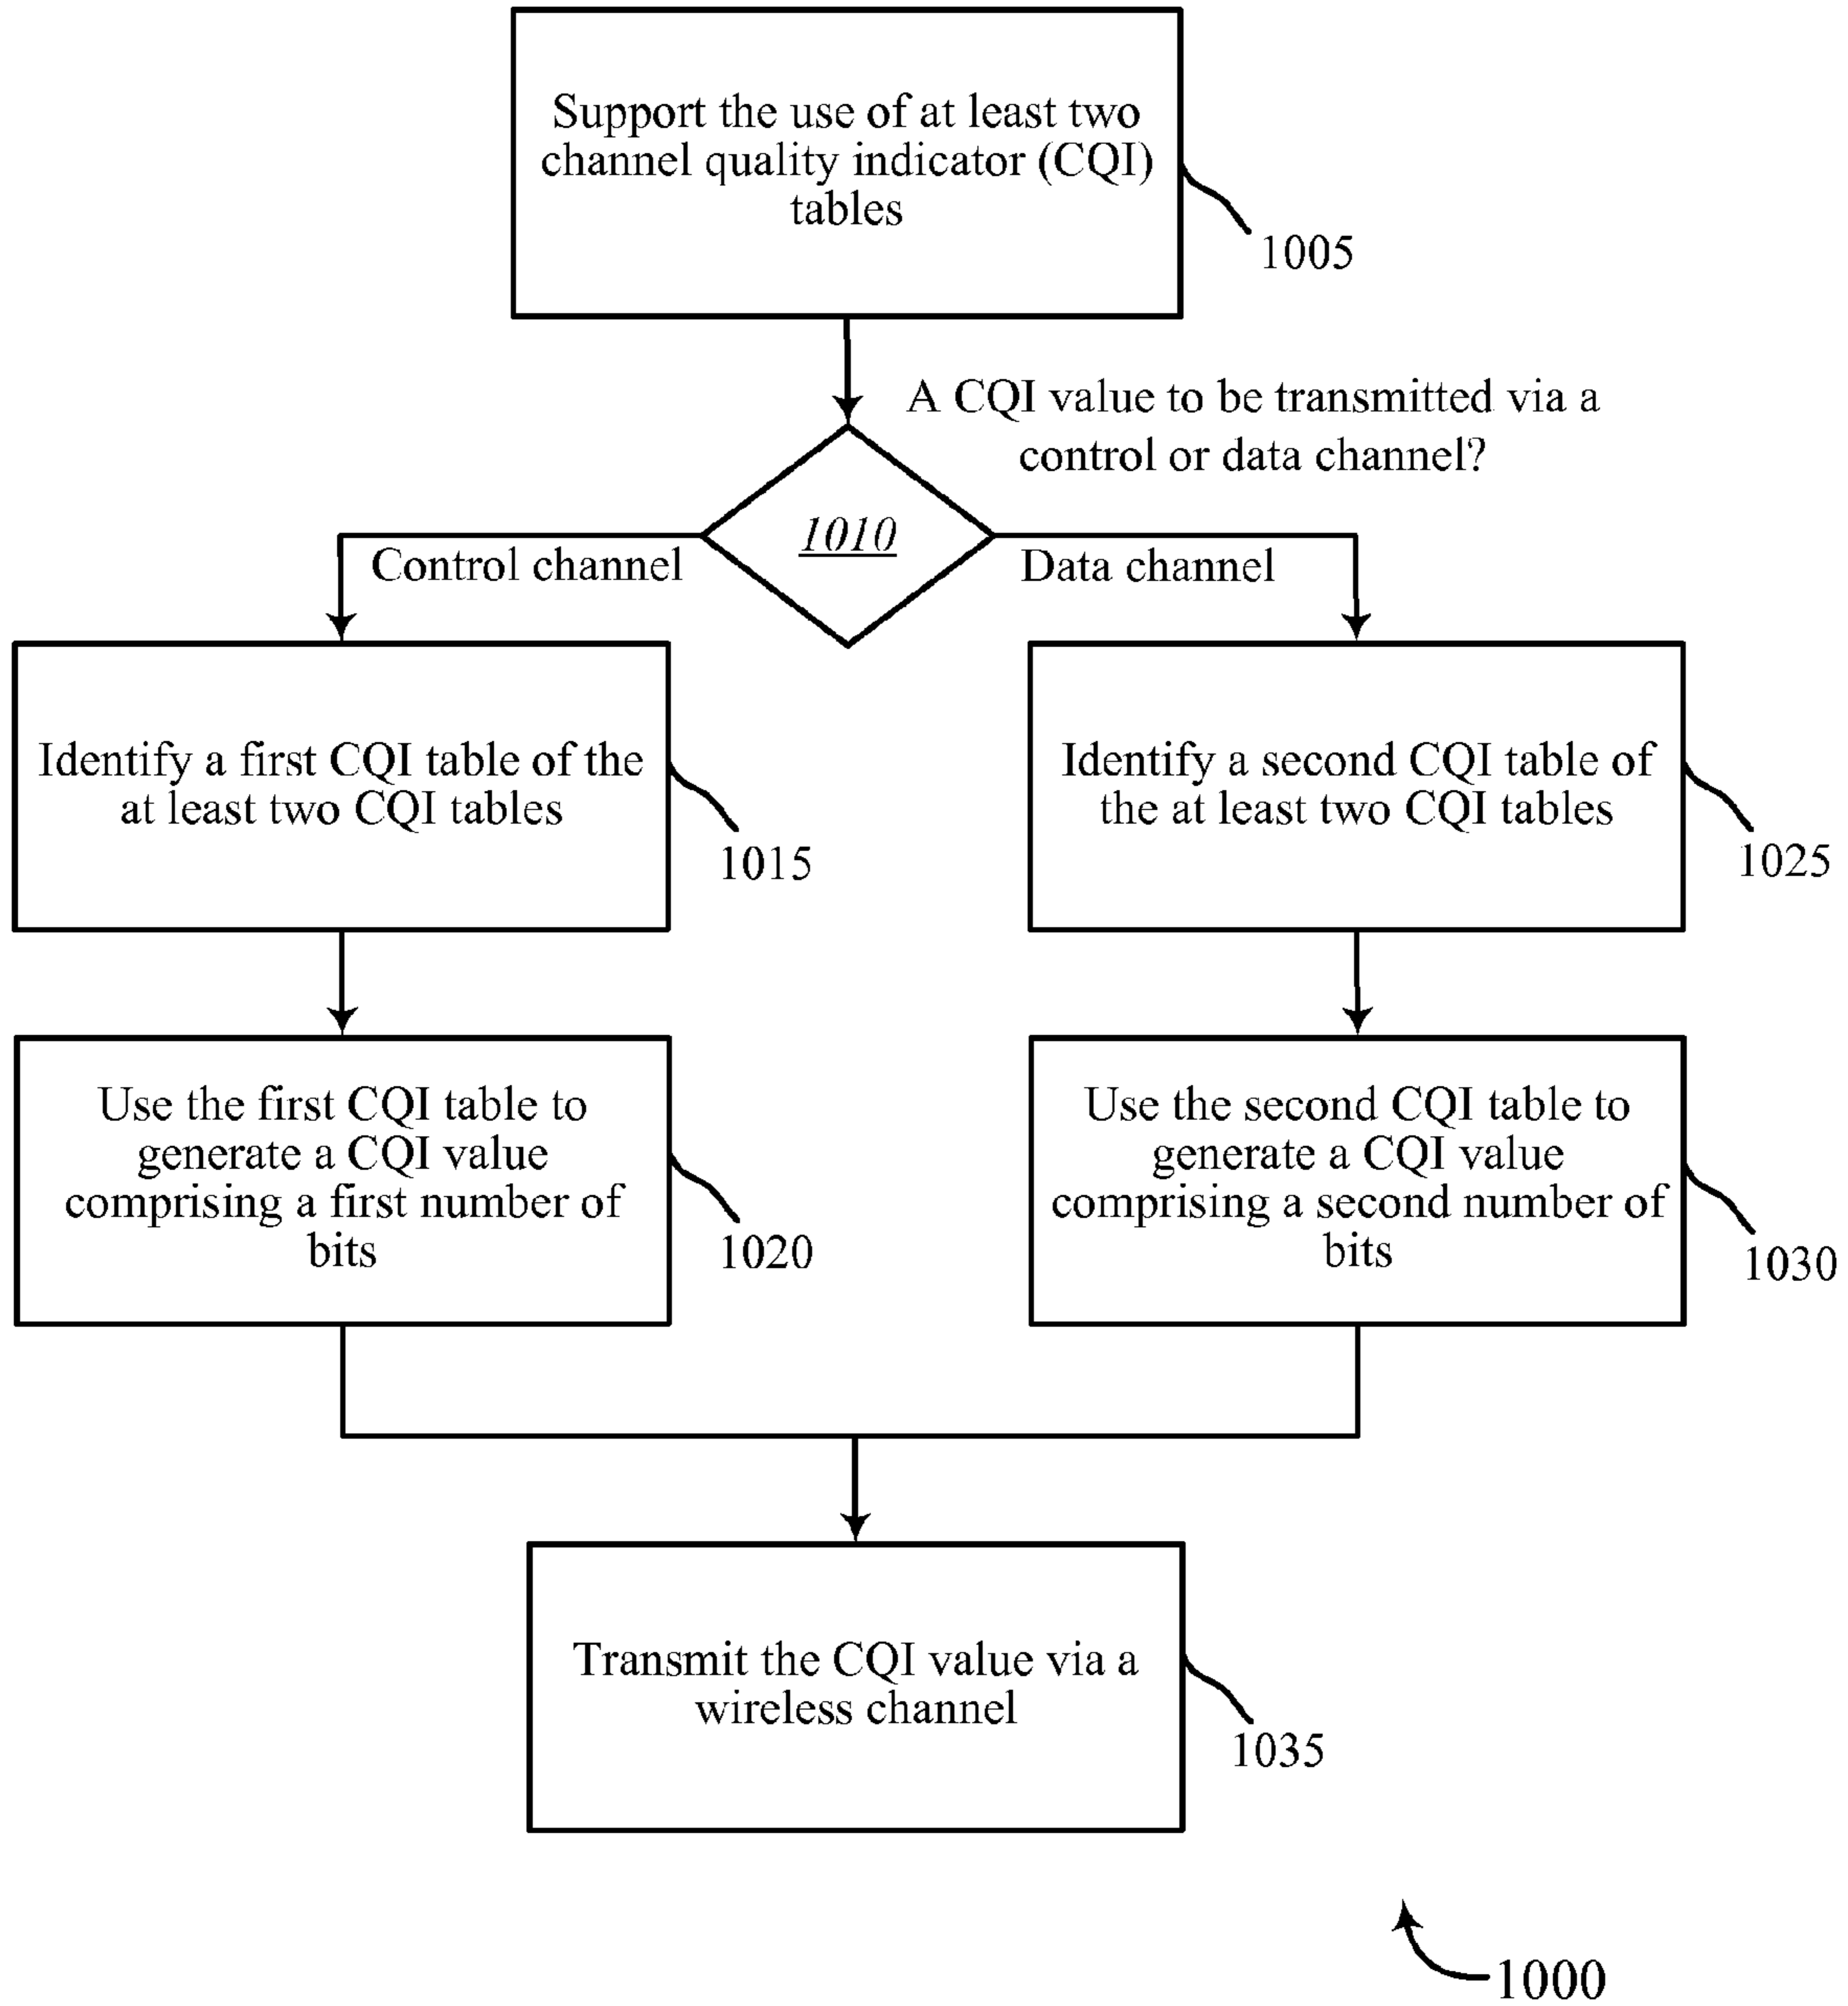 Support the use of at least two
channel quality indicator (CQI)
tables
1005
A CQI value to be transmitted via a
control or data channel?
1010
Control channel
Data channel
Identify a first CQI table of the
at least two CQI tables
1015
Identify a second CQI table of
the at least two CQI tables
1025
Use the first CQI table to
generate a CQI value
comprising a first number of
bits
1020
Use the second CQI table to
generate a CQI value
comprising a second number of
bits
1030
Transmit the CQI value via a
wireless channel
1035
1000